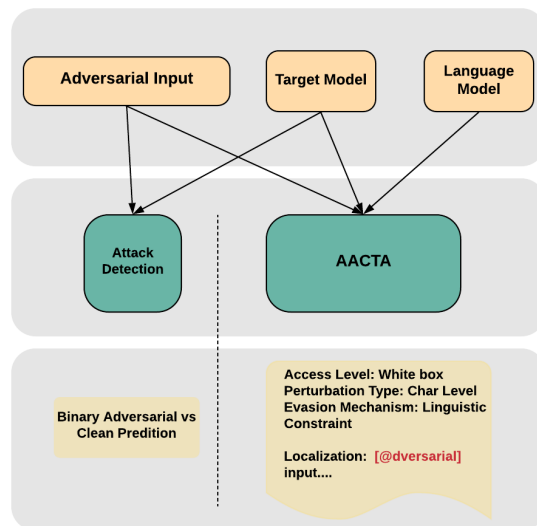 Adversarial Input
Target Model
Language
Model
Attack
Detection
AACTA
Binary Adversarial vs
Clean Predition
Access Level: White box
Perturbation Type: Char Level
Evasion Mechanism: Linguistic
Constraint
Localization: [@dversarial]
input....